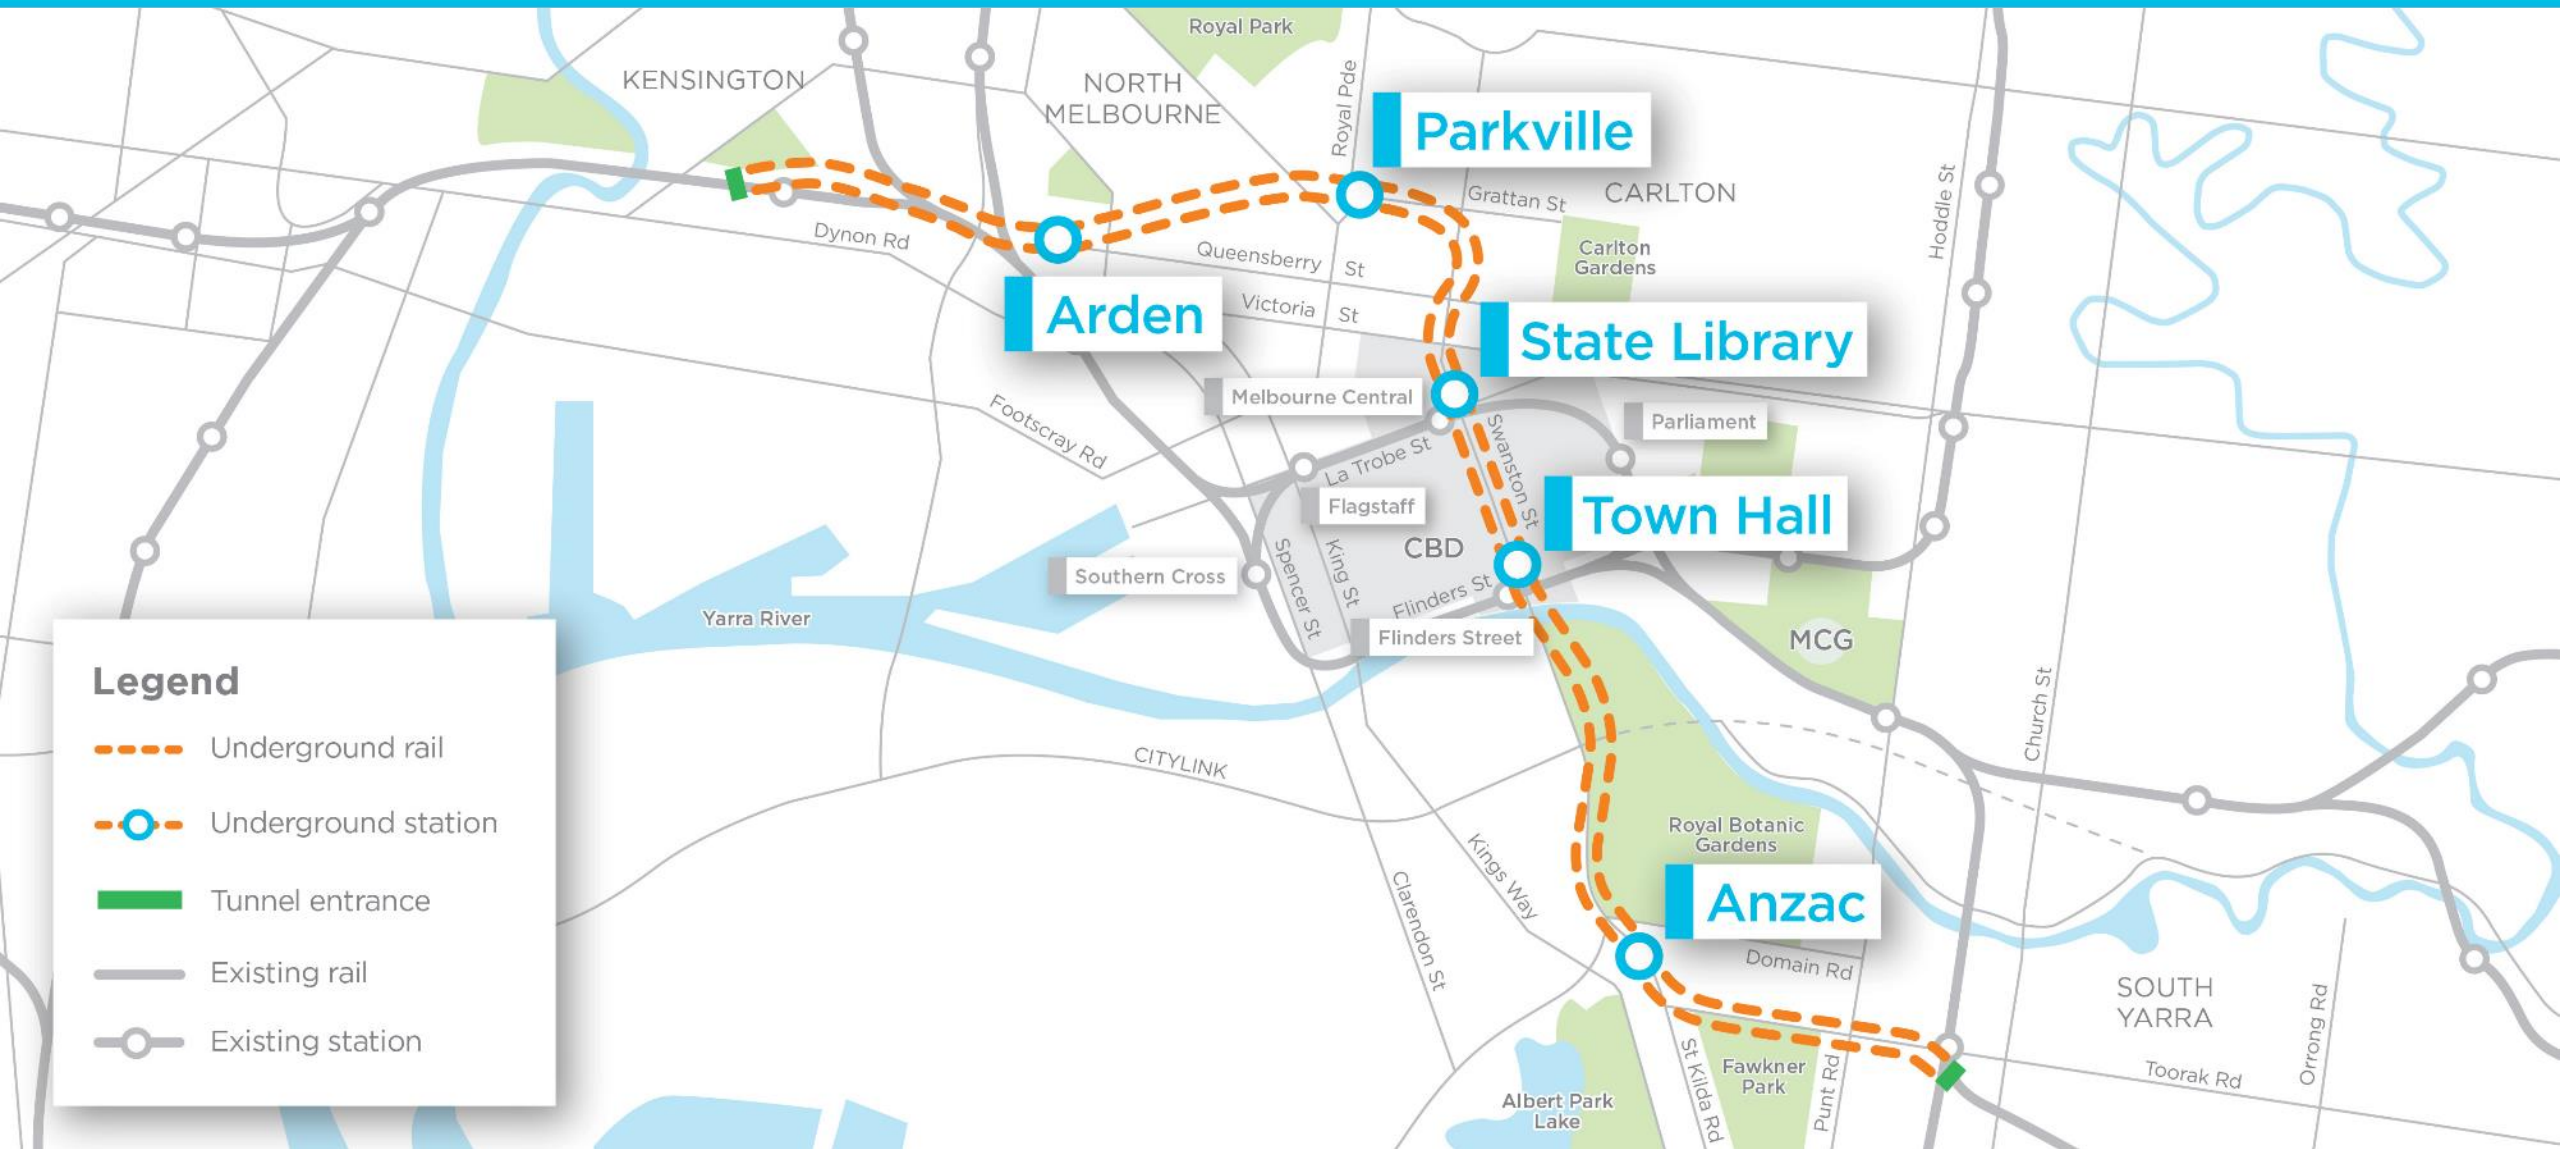 Royal Park
KENSINGTON
NORTH
MELBOURNE
Royal Pde
Parkville
Grattan St
CARLTON
Hoddle St
Dynon Rd
Queensberry St
Carlton
Gardens
Arden
Victoria St
State Library
Melbourne Central
Parliament
Footscray Rd
La Trobe St
Swanston St
Flagstaff
Town Hall
CBD
Southern Cross
Spencer St
King St
Flinders St
Yarra River
Flinders Street
MCG
Church St
CITYLINK
Royal Botanic
Gardens
Kings Way
Clarendon St
Anzac
Domain Rd
SOUTH
YARRA
Orrong Rd
St Kilda Rd
Fawkner
Park
Punt Rd
Toorak Rd
Albert Park
Lake
Legend
Underground rail
Underground station
Tunnel entrance
Existing rail
Existing station